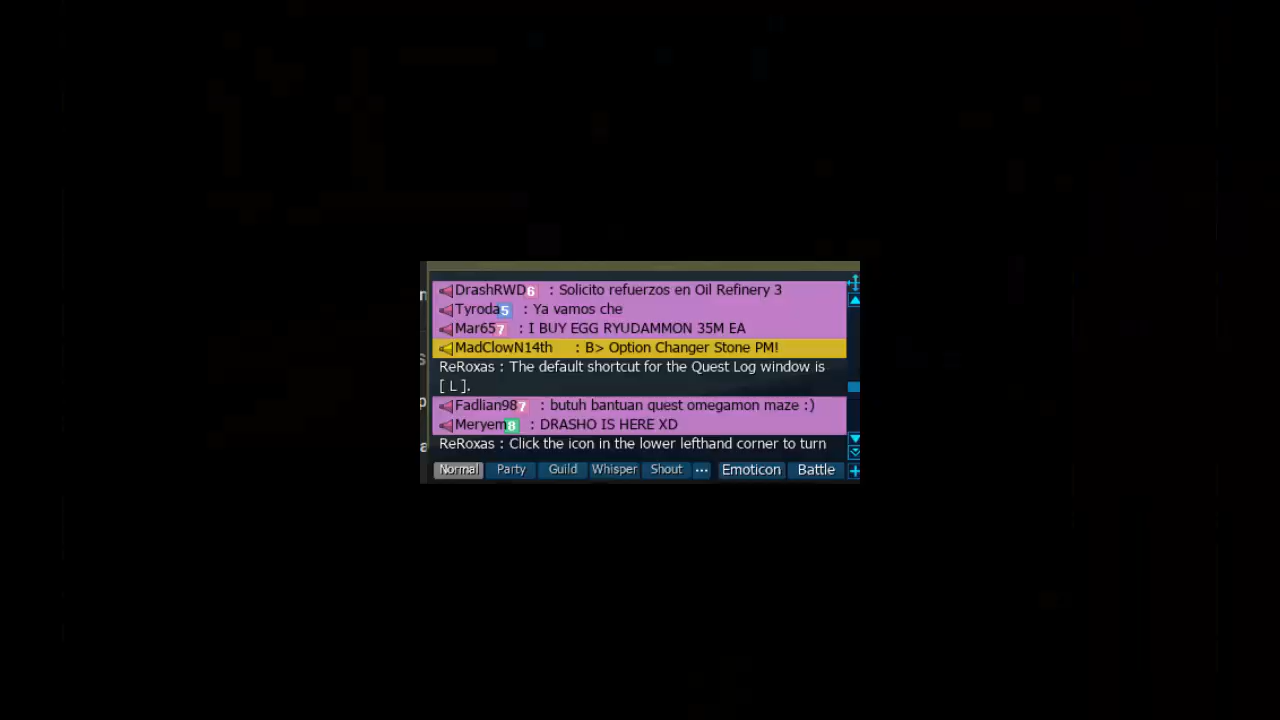 DrashRWD6 : Solicito refuerzos en Oil Refinery 3
Tyroda5 : Ya vamos che
Mar657 : I BUY EGG RYUDAMMON 35M EA
MadClowN14th : B> Option Changer Stone PM!
ReRoxas : The default shortcut for the Quest Log window is
[ L ].
Fadlian987 : butuh bantuan quest omegamon maze :)
Meryem8 : DRASHO IS HERE XD
ReRoxas : Click the icon in the lower lefthand corner to turn
Normal Party Guild Whisper Shout ... Emoticon Battle +